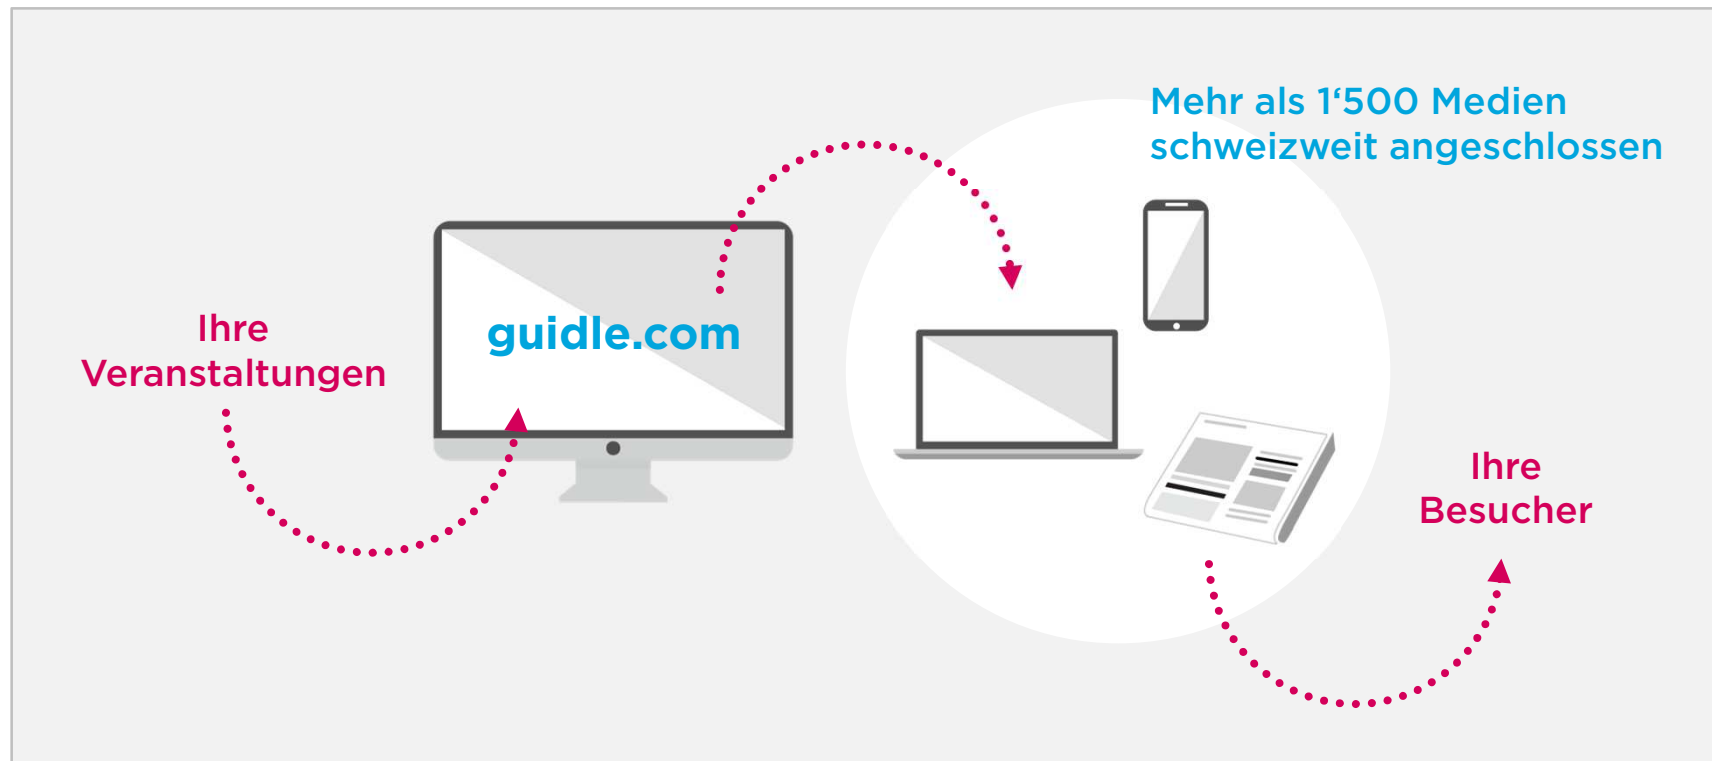 Mehr als 1‘500 Medien
schweizweit angeschlossen
Ihre
Veranstaltungen
guidle.com
Ihre
Besucher